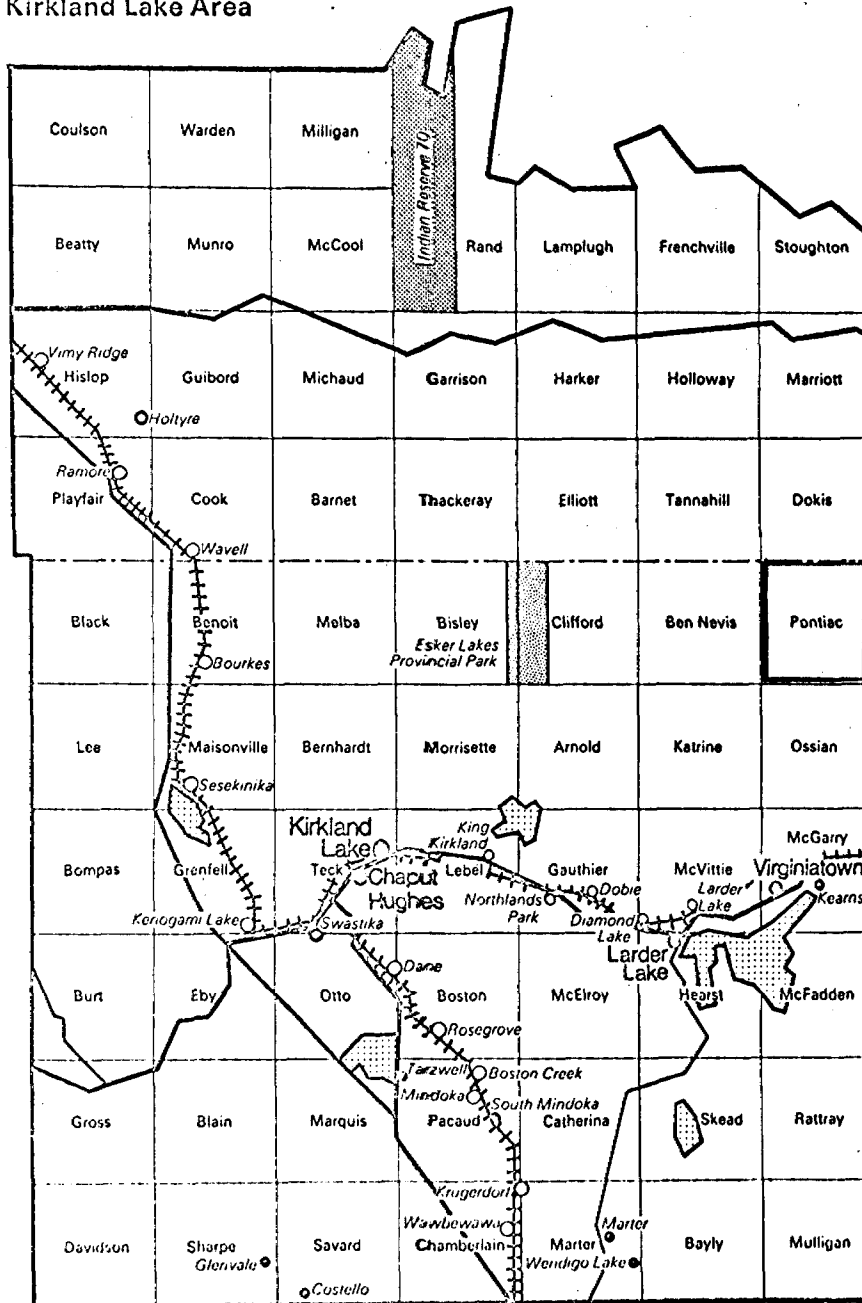 Kirkland Lake Area
Coulson Warden Milligan
Indian Reserve 70
Beatty Munro McCool Rand Lamplugh Frenchville Stoughton
Vimy Ridge
Hislop Guibord Michaud Garrison Harker Holloway Marriott
Holtyre
Ramore
Playfair Cook Barnet Thackeray Elliott Tannahill Dokis
Wavell
Black Benoit Melba Bisley Clifford Ben Nevis Pontiac
Esker Lakes
Provincial Park
Bourkes
Lee Maisonville Bernhardt Morrisette Arnold Katrine Ossian
Sesekinika
Kirkland
Lake
King
Kirkland
McGarry
Bompas Grenfell Teck Lebel Gauthier McVittie Virginiatown
Chaput
Hughes
Northlands
Park
Dobie
Larder
Lake
Kearns
Kenogami Lake
Swastika
Diamond
Lake
Larder
Lake
Dane
Burt Eby Otto Boston McElroy Hearst McFadden
Rosegrove
Tarzwell Boston Creek
Mindoka
South Mindoka
Gross Blain Marquis Pacaud Catherina Skead Rattray
Krugerdorf
Wawbewawa
Marter
Davidson Sharpe Savard Chamberlain Marter Bayly Mulligan
Glenvale
Wendigo Lake
Costello